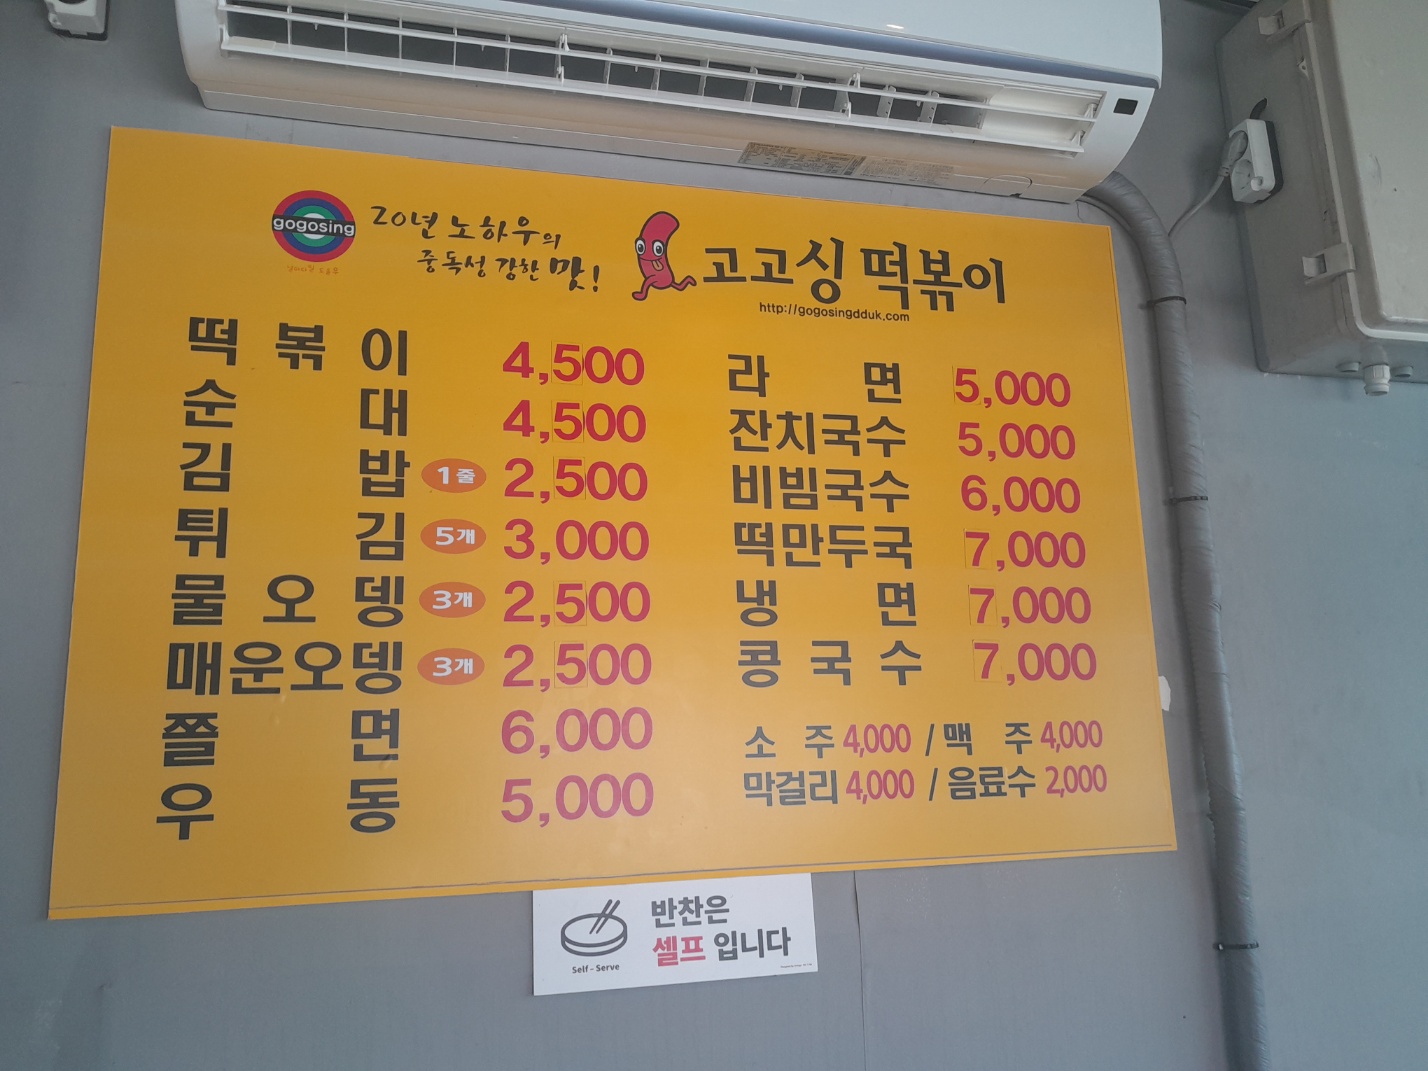 gogosing
20년 노하우의
중독성 강한 맛!
고고싱 떡볶이
http://gogosingdduk.com
떡볶이 4,500
순대 4,500
김밥 1줄 2,500
튀김 5개 3,000
물오뎅 3개 2,500
매운오뎅 3개 2,500
쫄면 6,000
우동 5,000
라면 5,000
잔치국수 5,000
비빔국수 6,000
떡만두국 7,000
냉면 7,000
콩국수 7,000
소주 4,000 / 맥주 4,000
막걸리 4,000 / 음료수 2,000
반찬은
셀프 입니다
Self - Serve